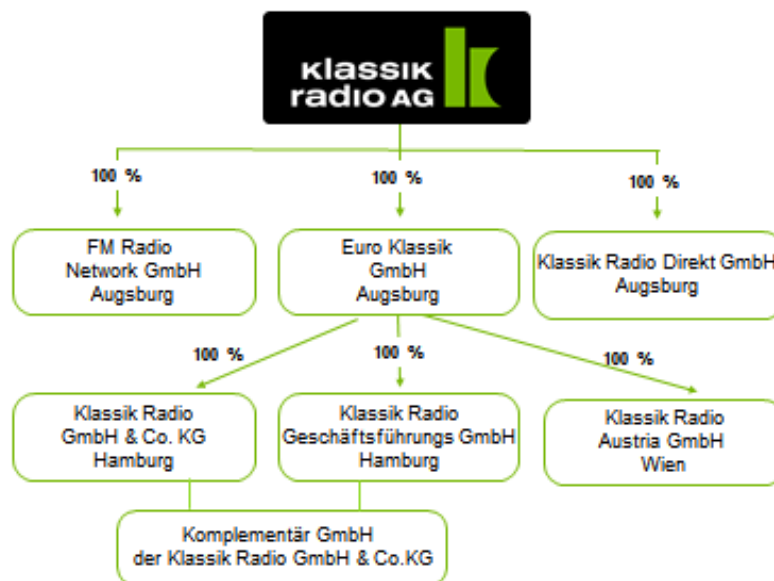 Klassik
radio AG
100 %
100 %
100 %
FM Radio
Network GmbH
Augsburg
Euro Klassik
GmbH
Augsburg
Klassik Radio Direkt GmbH
Augsburg
100 %
100 %
100 %
Klassik Radio
GmbH & Co. KG
Hamburg
Klassik Radio
Geschäftsführungs GmbH
Hamburg
Klassik Radio
Austria GmbH
Wien
Komplementär GmbH
der Klassik Radio GmbH & Co.KG